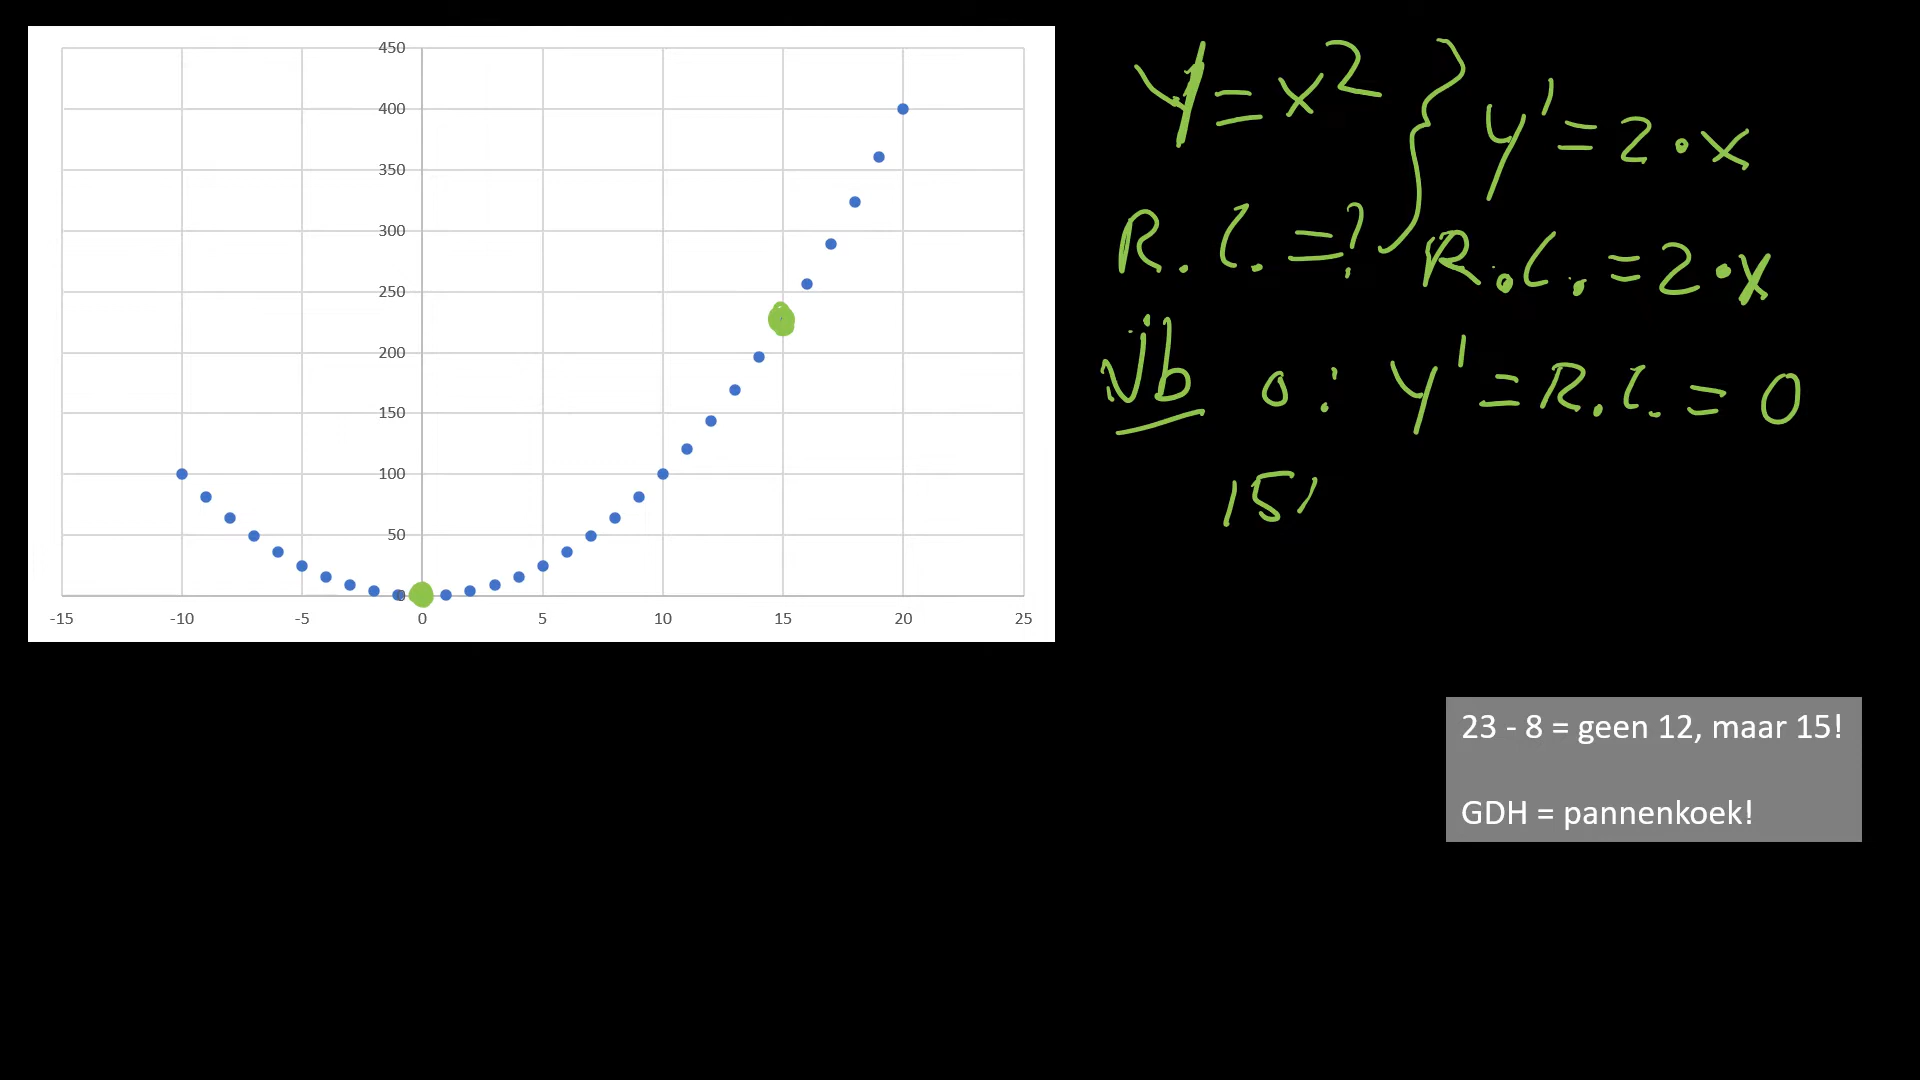 450
400
350
300
250
200
150
100
50
0
-15 -10 -5 0 5 10 15 20 25
y = x² } y' = 2 · x
R.C. = ? R.C. = 2 · x
Vb 0 : y' = R.C. = 0
15
23 - 8 = geen 12, maar 15!
GDH = pannenkoek!